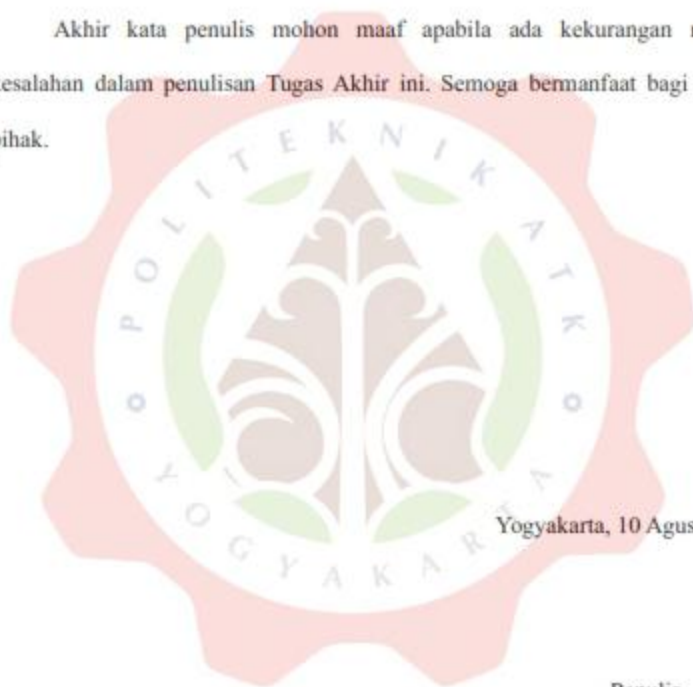 Akhir kata penulis mohon maaf apabila ada kekurangan
esalahan dalam penulisan Tugas Akhir ini. Semoga bermanfaat bagi
ihak.
POLITEKNIK ATK
YOGYAKARTA
Yogyakarta, 10 Agus